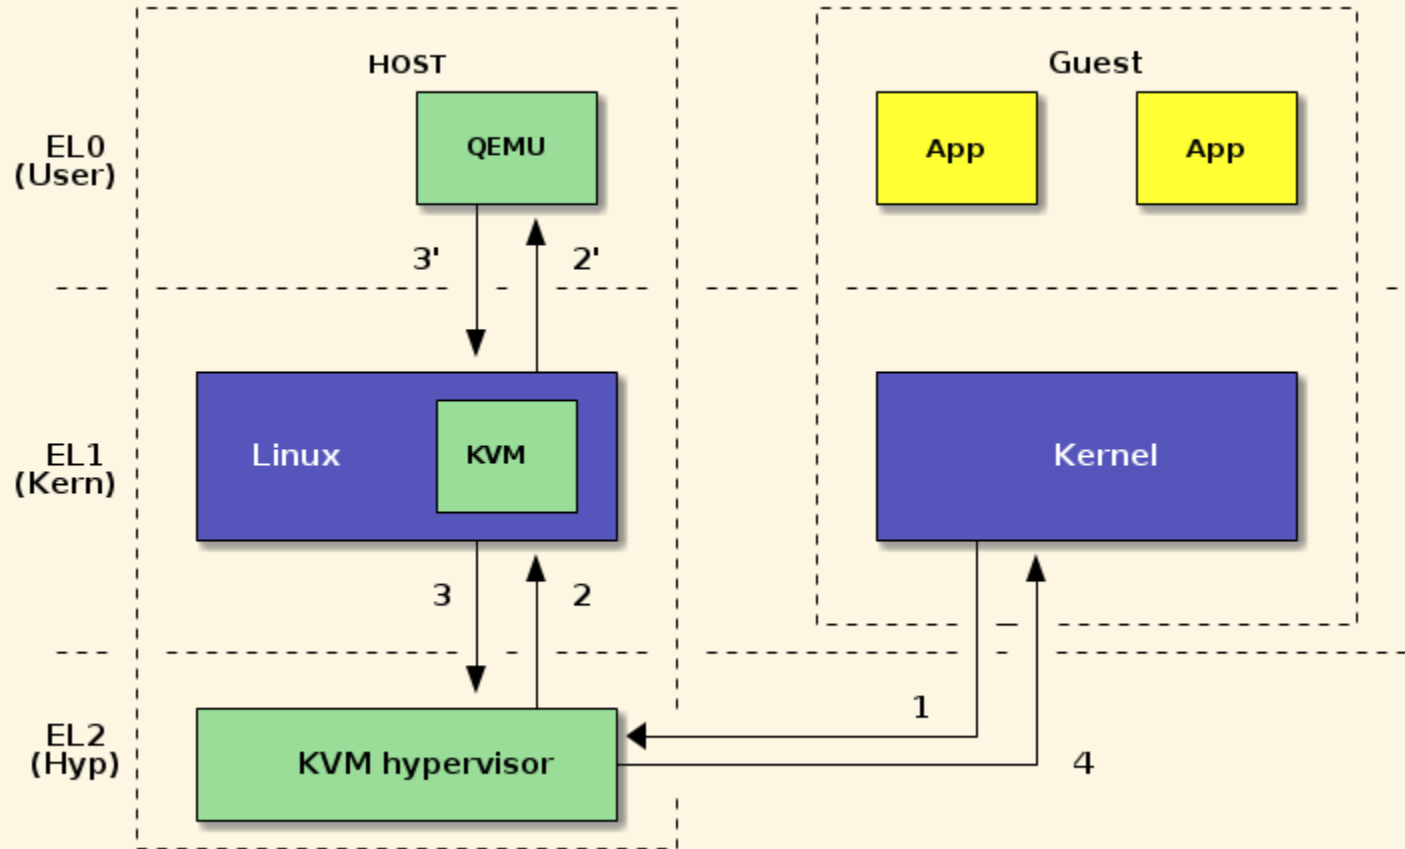 HOST
Guest
EL0
(User)
QEMU
App
App
3'
2'
EL1
(Kern)
Linux
KVM
Kernel
3
2
EL2
(Hyp)
KVM hypervisor
1
4